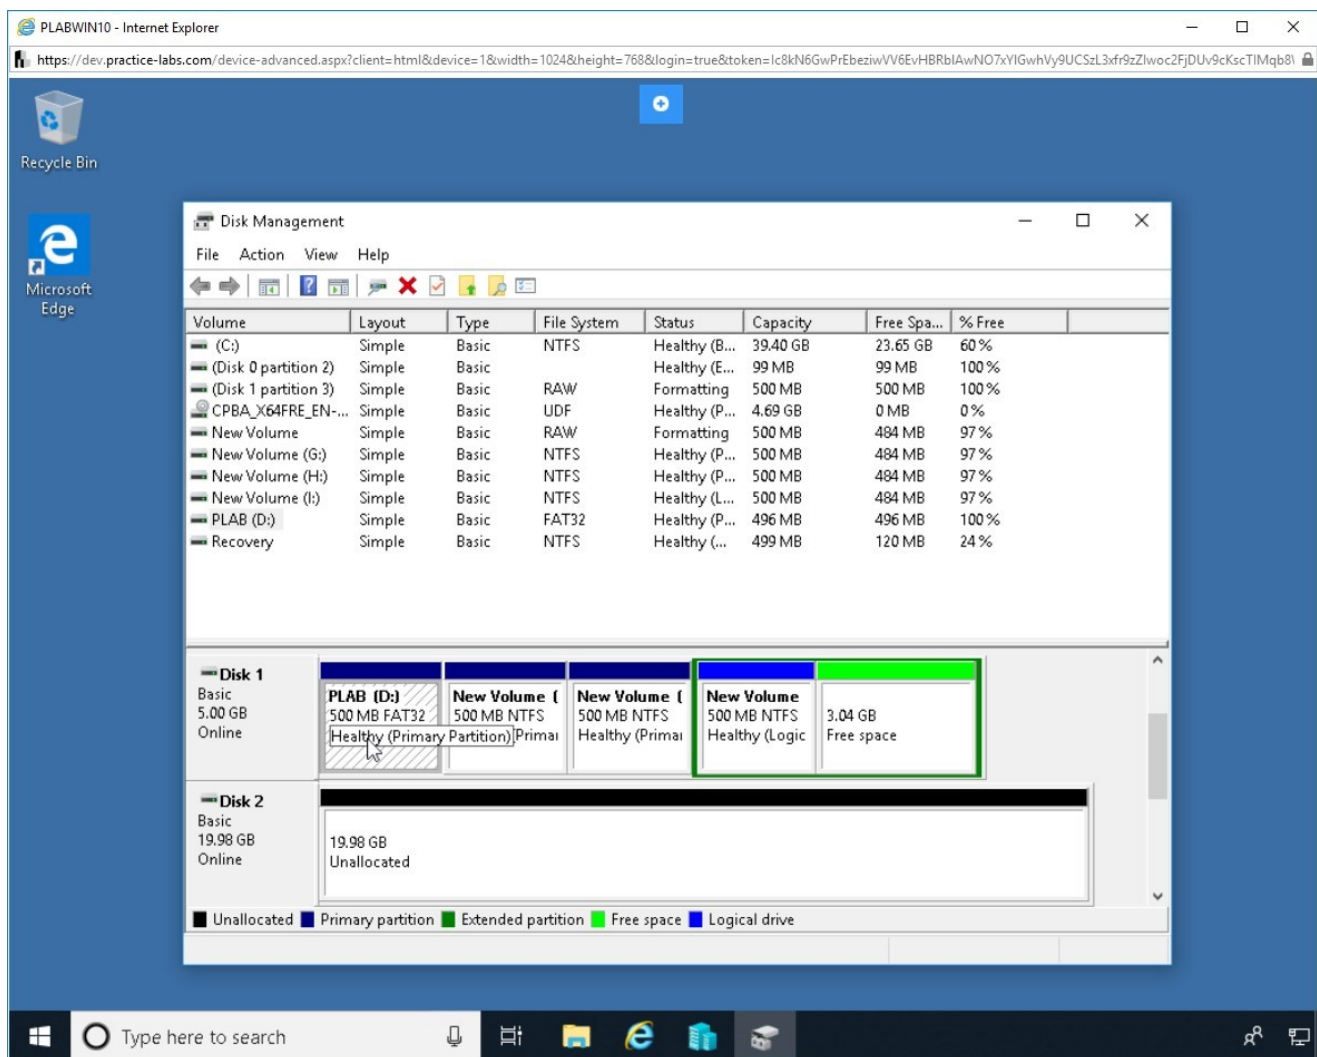 PLABWIN10 - Internet Explorer
https://dev.practice-labs.com/device-advanced.aspx?client=html&device=1&width=1024&height=768&login=true&token=
Recycle Bin
Microsoft
Edge
Disk Management
File Action View Help
Volume Layout Type File System Status Capacity Free Spa... % Free
(C:) Simple Basic NTFS Healthy (B... 39.40 GB 23.65 GB 60 %
(Disk 0 partition 2) Simple Basic Healthy (E... 99 MB 99 MB 100 %
(Disk 1 partition 3) Simple Basic RAW Formatting 500 MB 500 MB 100 %
CPBA_X64FRE_EN-... Simple Basic UDF Healthy (P... 4.69 GB 0 MB 0 %
New Volume Simple Basic RAW Formatting 500 MB 484 MB 97 %
New Volume (G:) Simple Basic NTFS Healthy (P... 500 MB 484 MB 97 %
New Volume (H:) Simple Basic NTFS Healthy (P... 500 MB 484 MB 97 %
New Volume (I:) Simple Basic NTFS Healthy (L... 500 MB 484 MB 97 %
PLAB (D:) Simple Basic FAT32 Healthy (P... 496 MB 496 MB 100 %
Recovery Simple Basic NTFS Healthy (... 499 MB 120 MB 24 %
Disk 1
Basic
5.00 GB
Online
PLAB (D:)
500 MB FAT32
Healthy (Primary Partition)
New Volume (
500 MB NTFS
Primai
New Volume (
500 MB NTFS
Healthy (Primai
New Volume
500 MB NTFS
Healthy (Logic
3.04 GB
Free space
Disk 2
Basic
19.98 GB
Online
19.98 GB
Unallocated
Unallocated Primary partition Extended partition Free space Logical drive
Type here to search